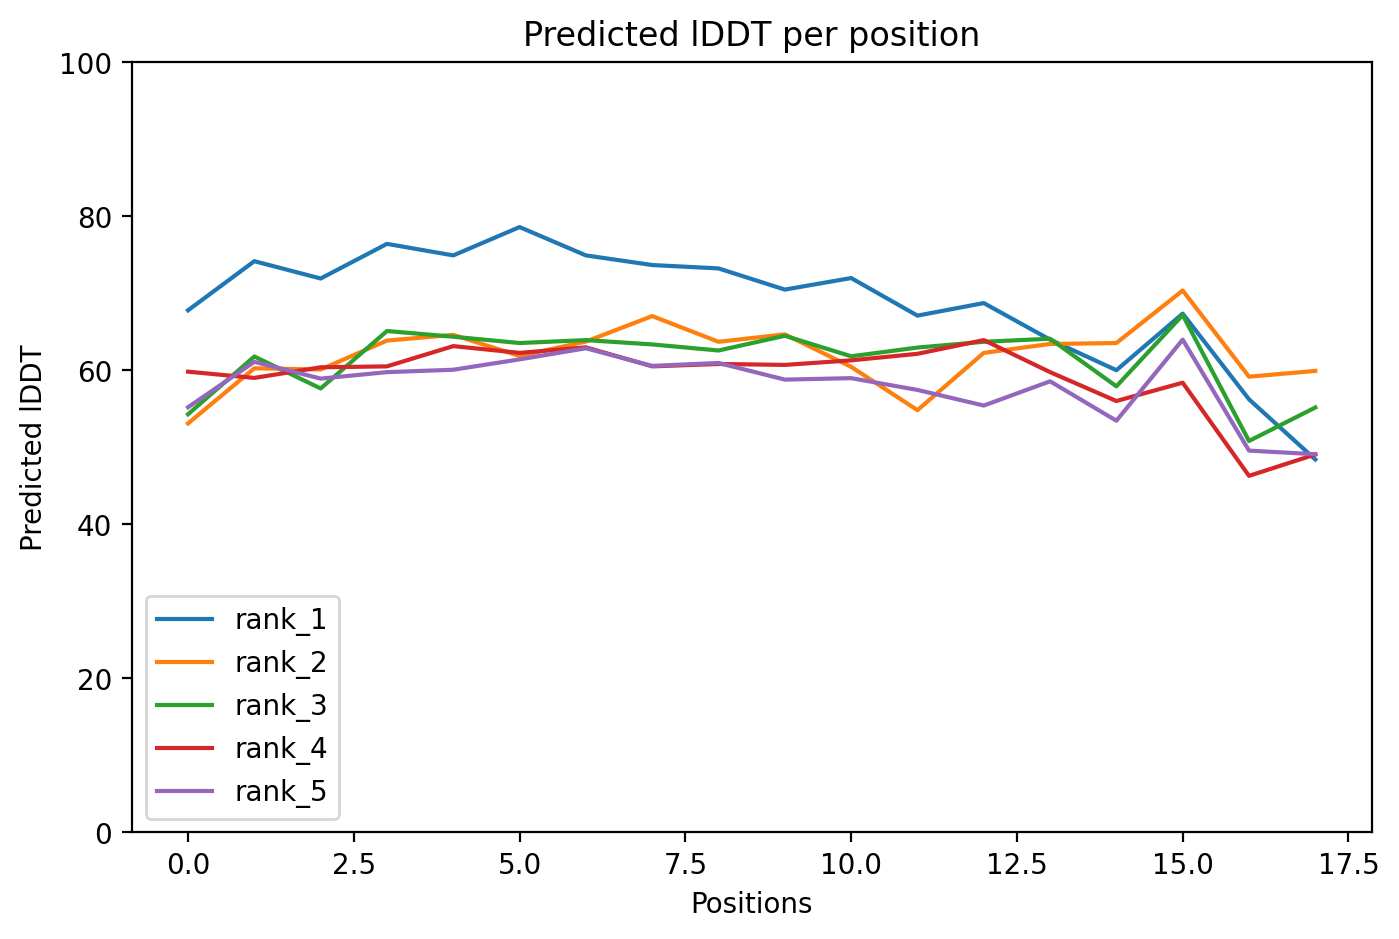 Predicted lDDT per position
100
80
60
40
20
0
Predicted lDDT
rank_1
rank_2
rank_3
rank_4
rank_5
0.0 2.5 5.0 7.5 10.0 12.5 15.0 17.5
Positions